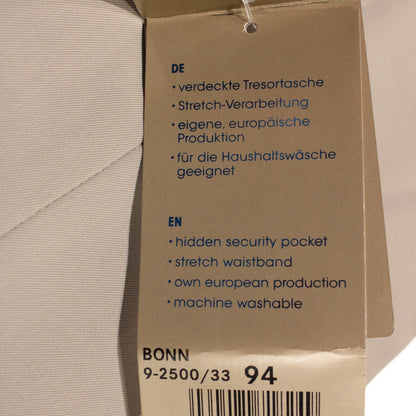 DE
• verdeckte Tresortasche
• Stretch-Verarbeitung
• eigene, europäische
Produktion
• für die Haushaltswäsche
geeignet
EN
• hidden security pocket
• stretch waistband
• own european production
• machine washable
BONN
9-2500/33 94